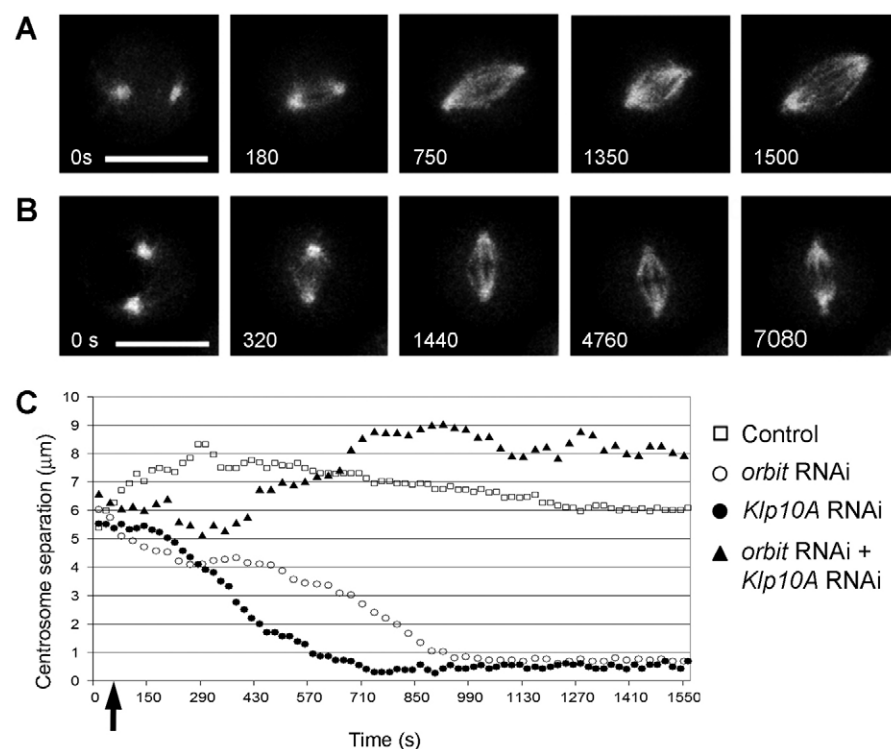 A
0s
180
750
1350
1500
B
0 s
320
1440
4760
7080
C
Centrosome separation (µm)
10
9
8
7
6
5
4
3
2
1
0
0 150 290 430 570 710 850 990 1130 1270 1410 1550
Time (s)
Control
orbit RNAi
Klp10A RNAi
orbit RNAi +
Klp10A RNAi